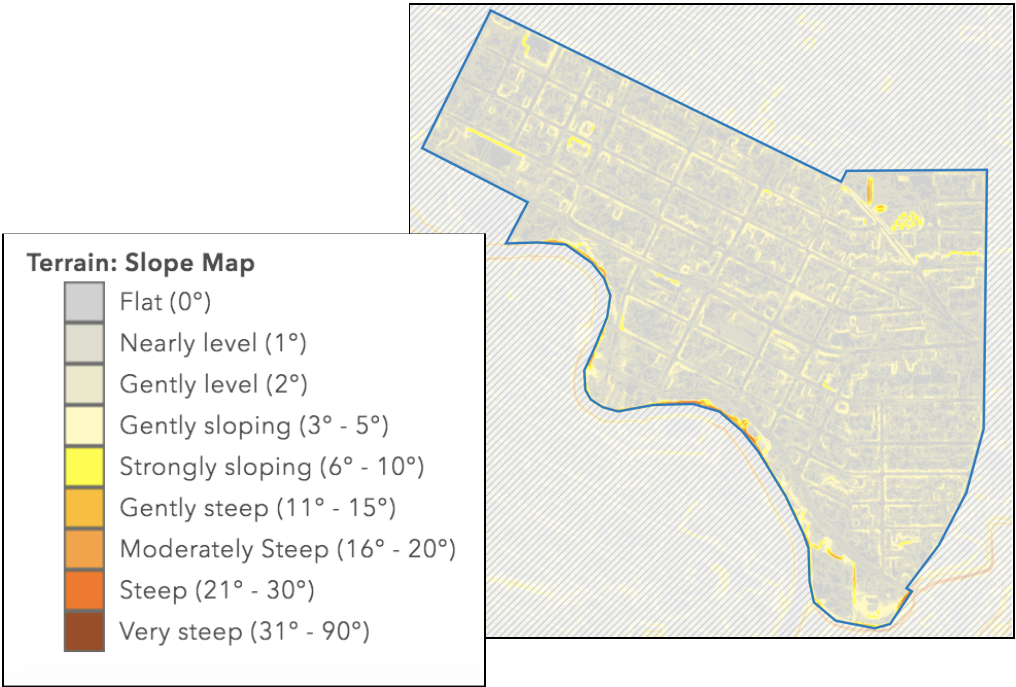 Terrain: Slope Map
Flat (0°)
Nearly level (1°)
Gently level (2°)
Gently sloping (3° - 5°)
Strongly sloping (6° - 10°)
Gently steep (11° - 15°)
Moderately Steep (16° - 20°)
Steep (21° - 30°)
Very steep (31° - 90°)